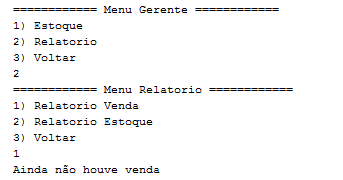 ============ Menu Gerente ============
1) Estoque
2) Relatorio
3) Voltar
2
============ Menu Relatorio ============
1) Relatorio Venda
2) Relatorio Estoque
3) Voltar
1
Ainda não houve venda